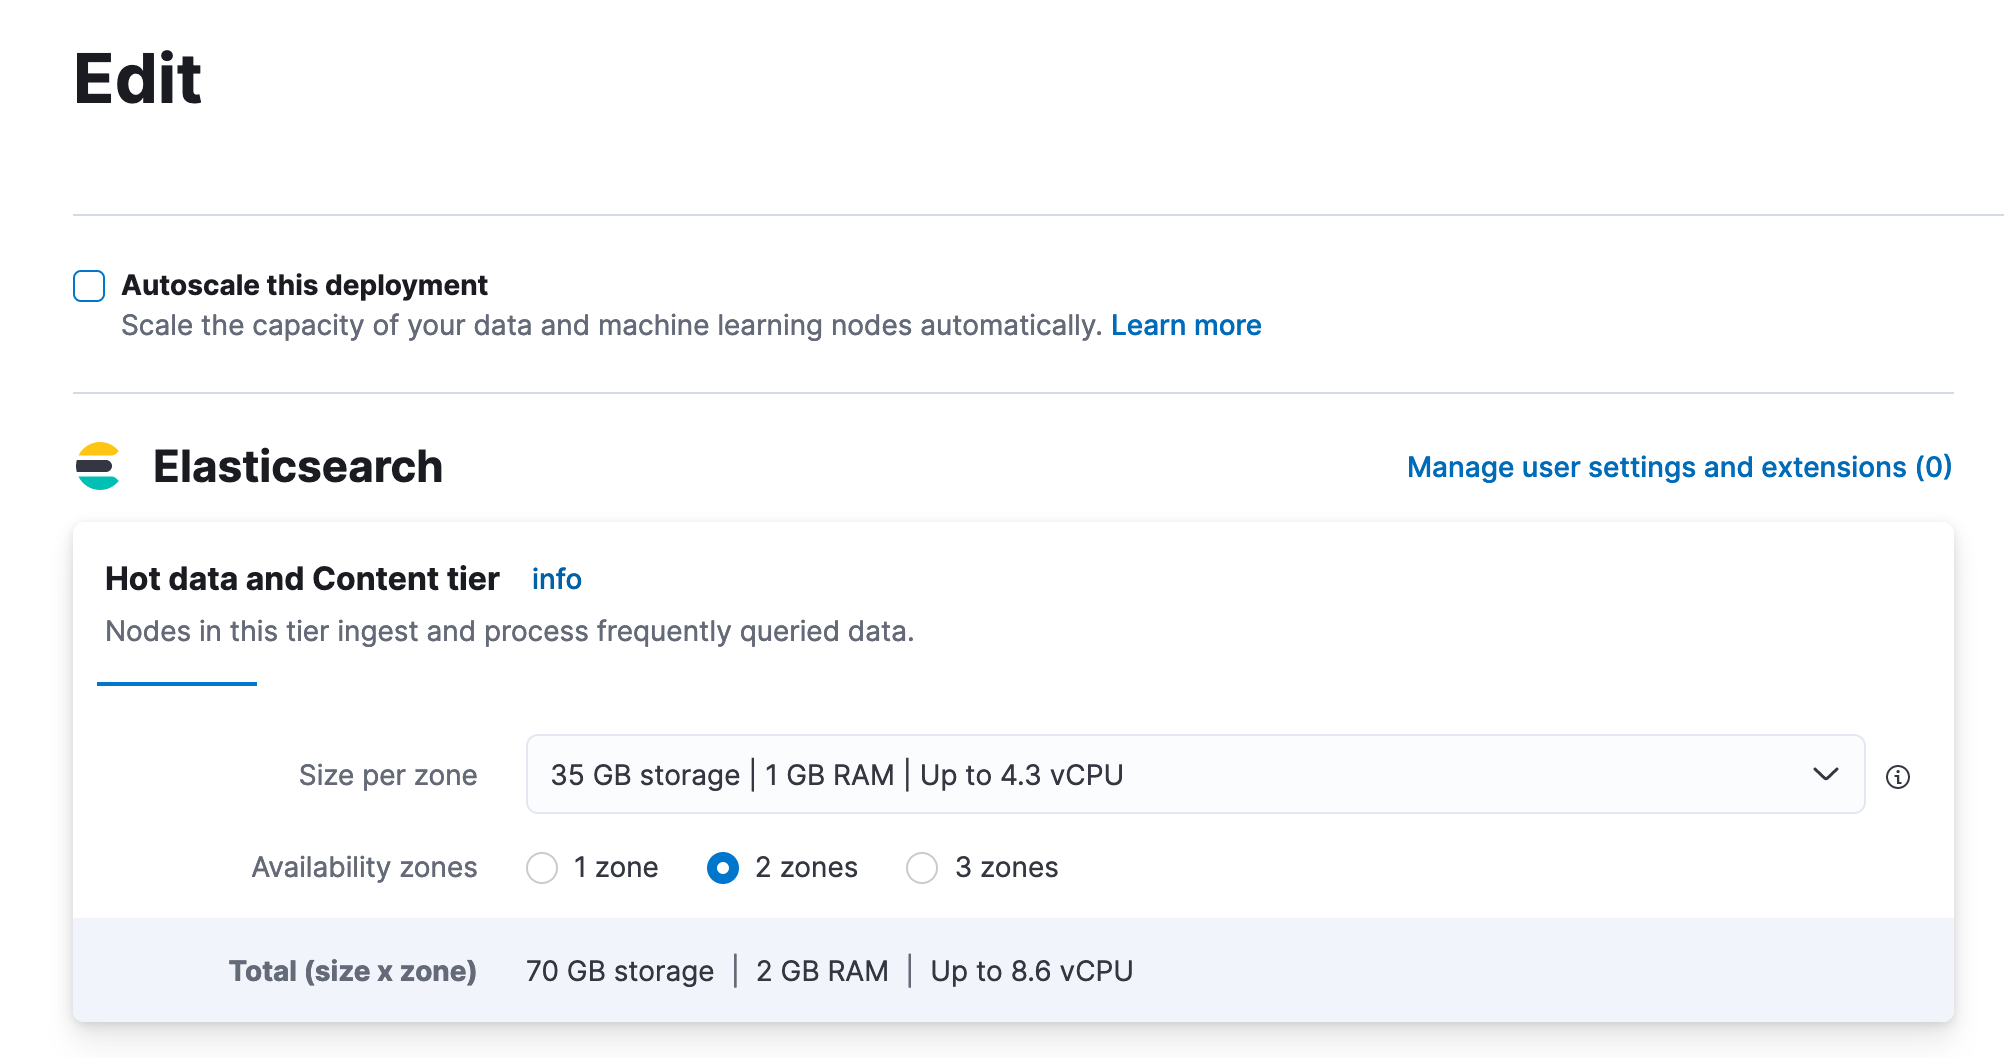 Edit
Autoscale this deployment
Scale the capacity of your data and machine learning nodes automatically. Learn more
Elasticsearch
Manage user settings and extensions (0)
Hot data and Content tier info
Nodes in this tier ingest and process frequently queried data.
Size per zone 35 GB storage | 1 GB RAM | Up to 4.3 vCPU
Availability zones 1 zone 2 zones 3 zones
Total (size x zone) 70 GB storage | 2 GB RAM | Up to 8.6 vCPU